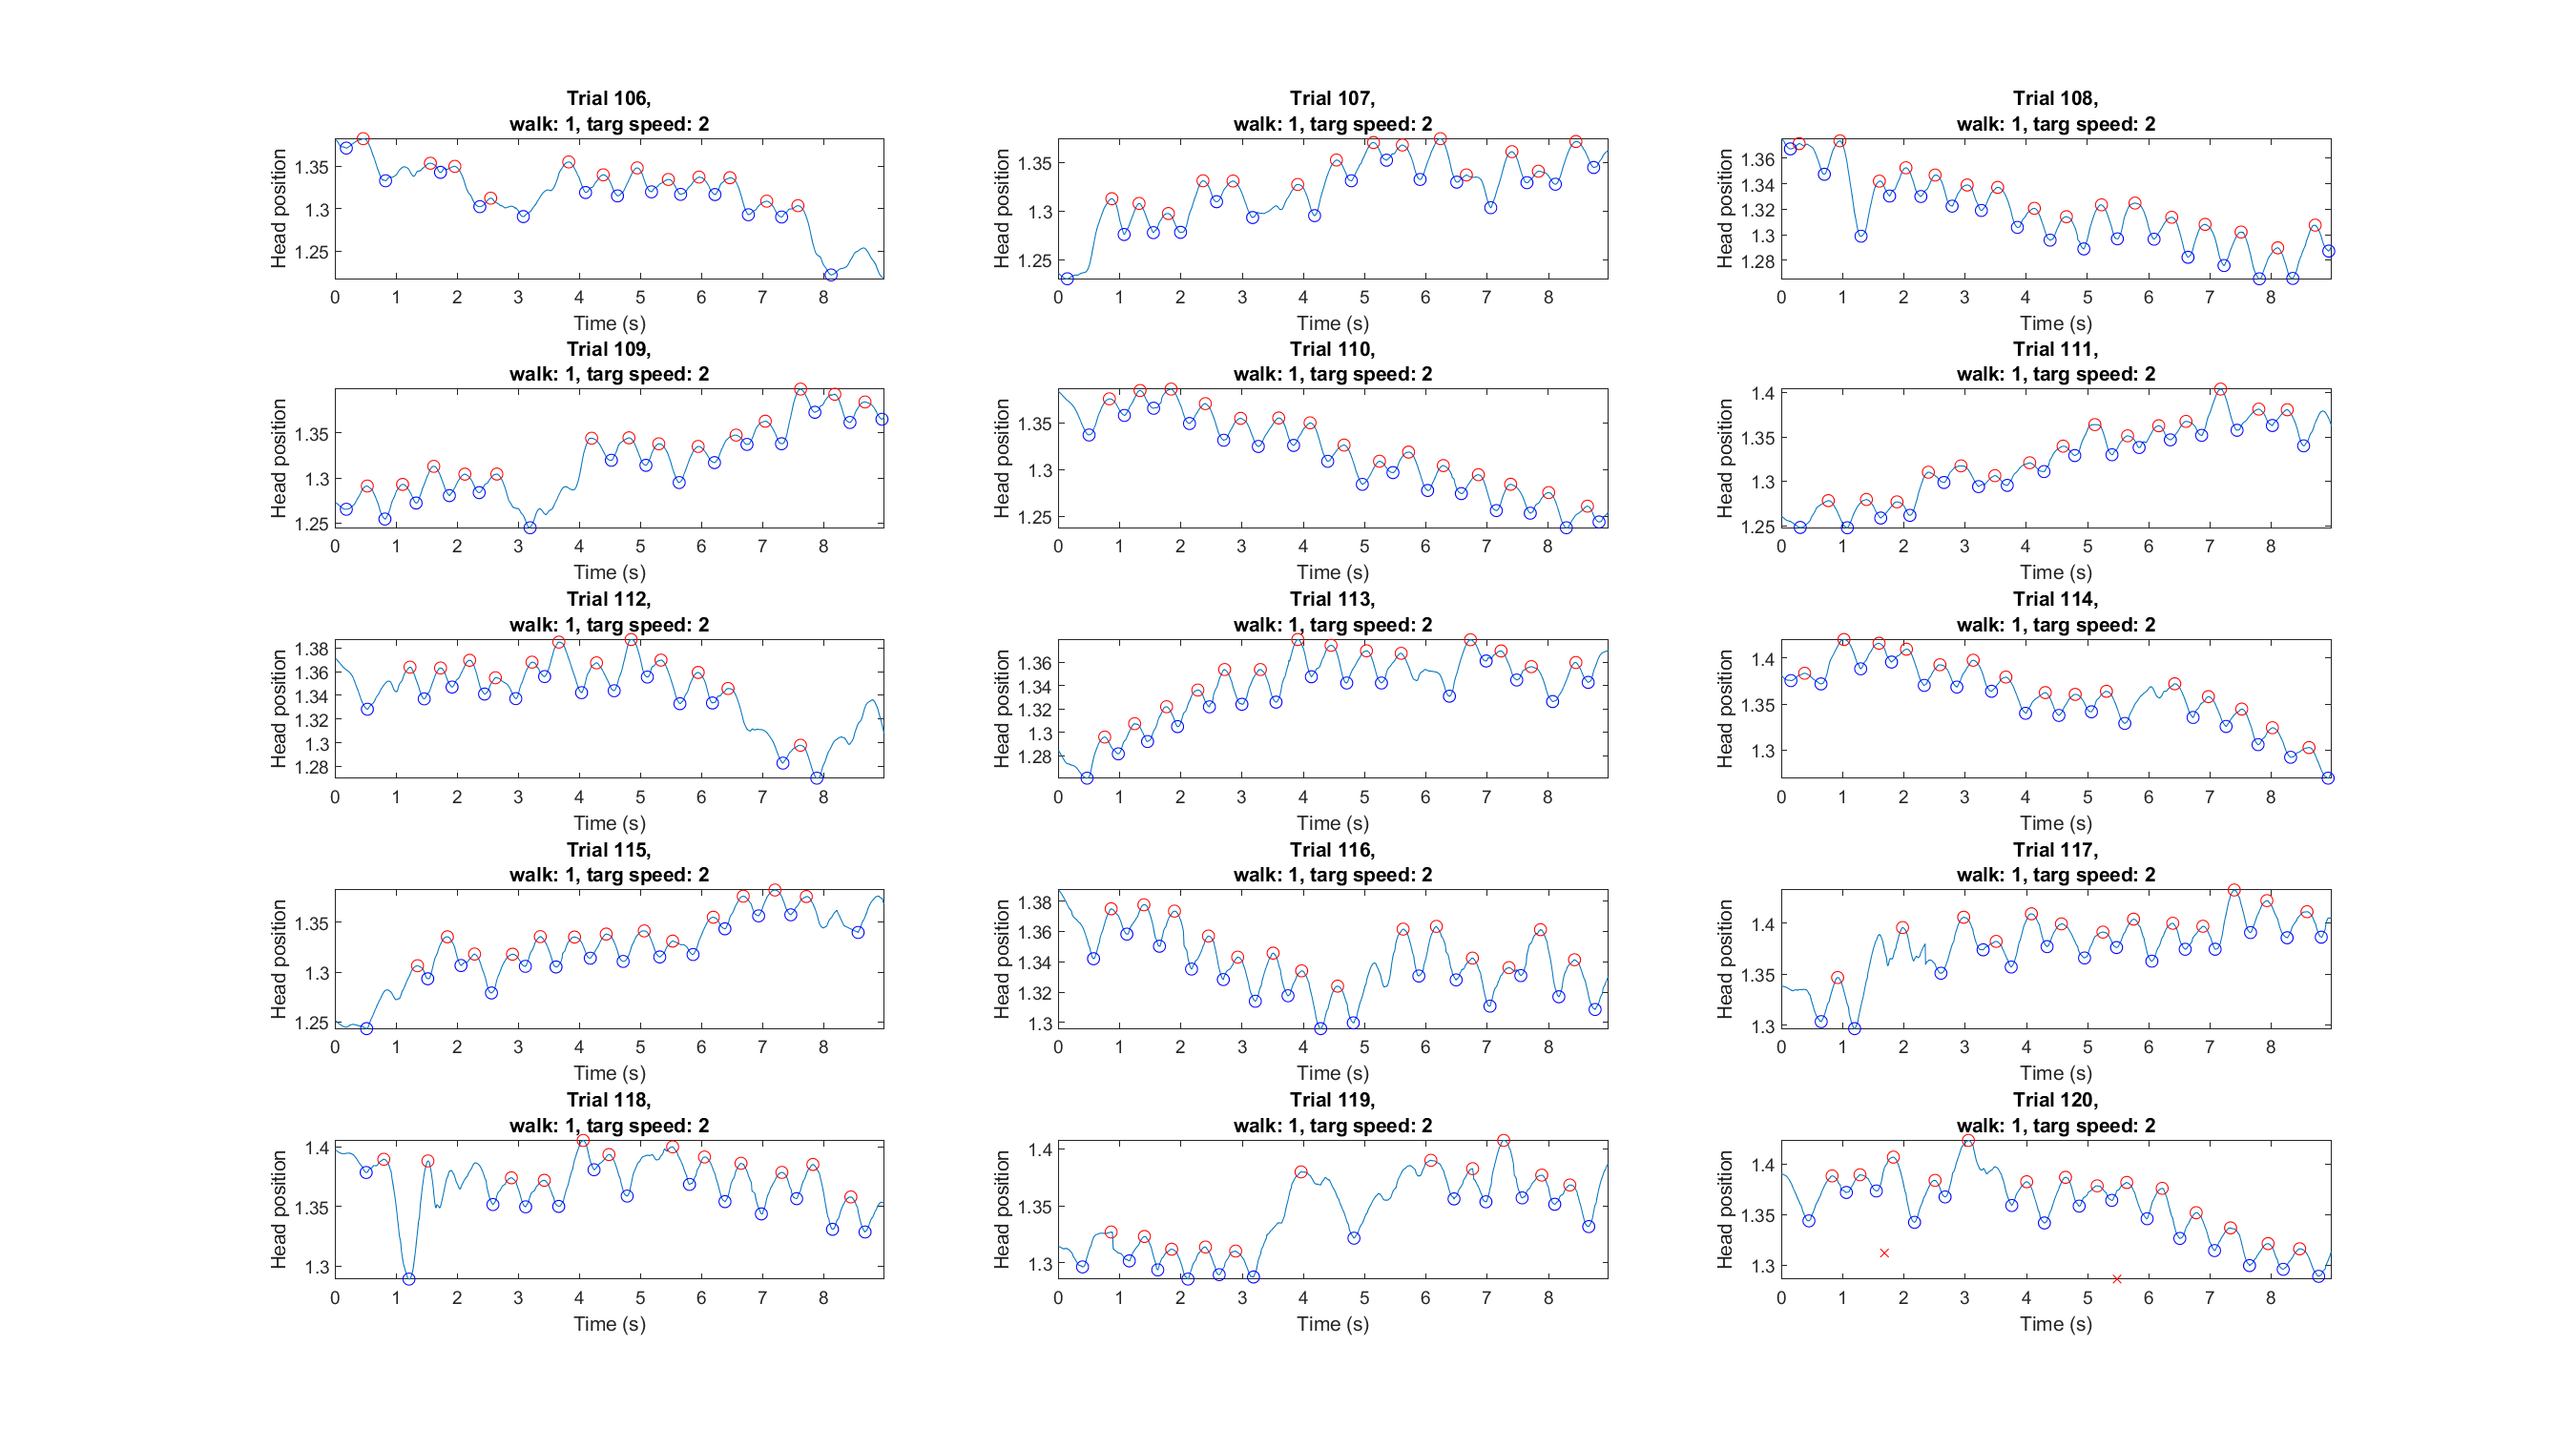 Trial 106,
walk: 1, targ speed: 2
Head position
1.35
1.3
1.25
0 1 2 3 4 5 6 7 8
Time (s)
Trial 107,
walk: 1, targ speed: 2
Head position
1.35
1.3
1.25
0 1 2 3 4 5 6 7 8
Time (s)
Trial 108,
walk: 1, targ speed: 2
Head position
1.36
1.34
1.32
1.3
1.28
0 1 2 3 4 5 6 7 8
Time (s)
Trial 109,
walk: 1, targ speed: 2
Head position
1.35
1.3
1.25
0 1 2 3 4 5 6 7 8
Time (s)
Trial 110,
walk: 1, targ speed: 2
Head position
1.35
1.3
1.25
0 1 2 3 4 5 6 7 8
Time (s)
Trial 111,
walk: 1, targ speed: 2
Head position
1.4
1.35
1.3
1.25
0 1 2 3 4 5 6 7 8
Time (s)
Trial 112,
walk: 1, targ speed: 2
Head position
1.38
1.36
1.34
1.32
1.3
1.28
0 1 2 3 4 5 6 7 8
Time (s)
Trial 113,
walk: 1, targ speed: 2
Head position
1.36
1.34
1.32
1.3
1.28
0 1 2 3 4 5 6 7 8
Time (s)
Trial 114,
walk: 1, targ speed: 2
Head position
1.4
1.35
1.3
0 1 2 3 4 5 6 7 8
Time (s)
Trial 115,
walk: 1, targ speed: 2
Head position
1.35
1.3
1.25
0 1 2 3 4 5 6 7 8
Time (s)
Trial 116,
walk: 1, targ speed: 2
Head position
1.38
1.36
1.34
1.32
1.3
0 1 2 3 4 5 6 7 8
Time (s)
Trial 117,
walk: 1, targ speed: 2
Head position
1.4
1.35
1.3
0 1 2 3 4 5 6 7 8
Time (s)
Trial 118,
walk: 1, targ speed: 2
Head position
1.4
1.35
1.3
0 1 2 3 4 5 6 7 8
Time (s)
Trial 119,
walk: 1, targ speed: 2
Head position
1.4
1.35
1.3
0 1 2 3 4 5 6 7 8
Time (s)
Trial 120,
walk: 1, targ speed: 2
Head position
1.4
1.35
1.3
0 1 2 3 4 5 6 7 8
Time (s)